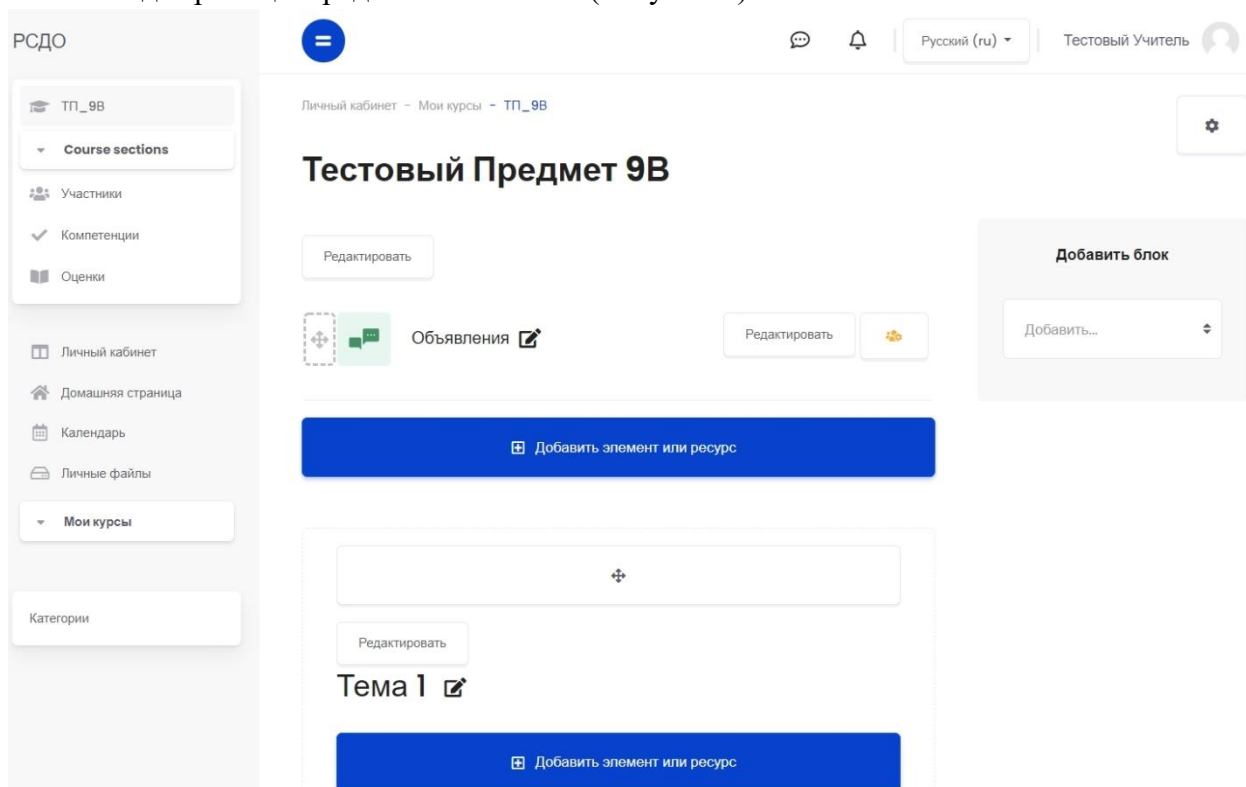 РСДО
Русский (ru)
Тестовый Учитель
ТП_9В
Course sections
Участники
Компетенции
Оценки
Личный кабинет
Домашняя страница
Календарь
Личные файлы
Мои курсы
Категории
Личный кабинет - Мои курсы - ТП_9В
Тестовый Предмет 9В
Редактировать
Объявления
Редактировать
Добавить элемент или ресурс
Редактировать
Тема 1
Добавить элемент или ресурс
Добавить блок
Добавить...